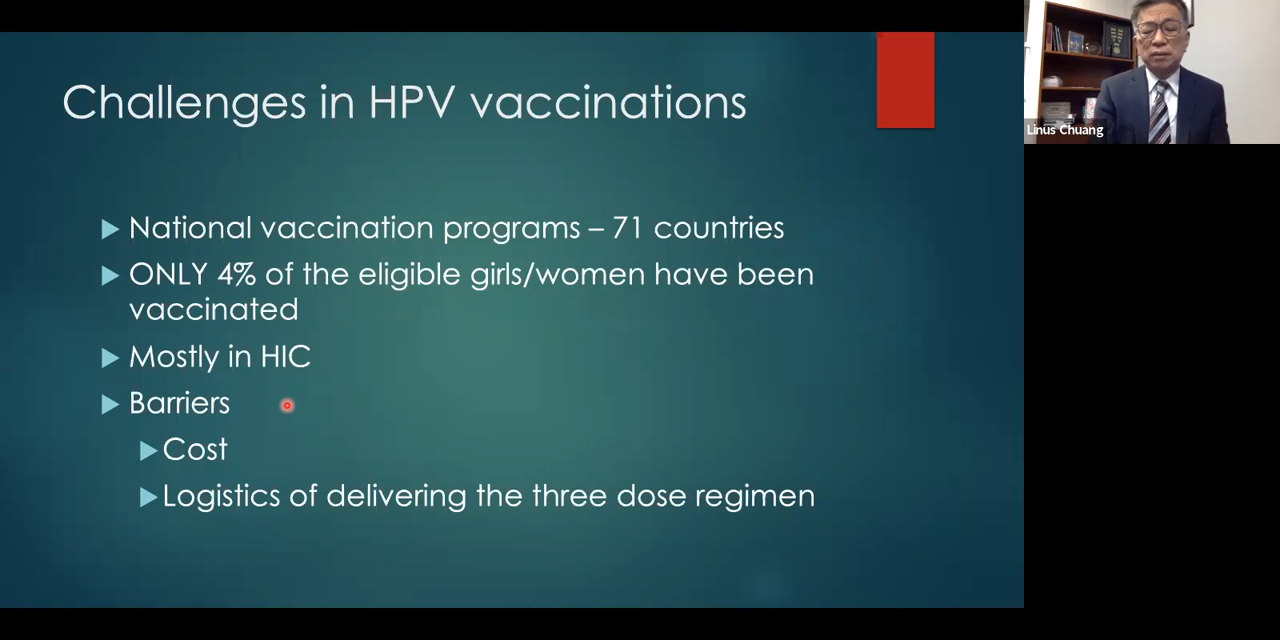 Challenges in HPV vaccinations
National vaccination programs – 71 countries
ONLY 4% of the eligible girls/women have been
vaccinated
Mostly in HIC
Barriers
Cost
Logistics of delivering the three dose regimen
Linus Chuang